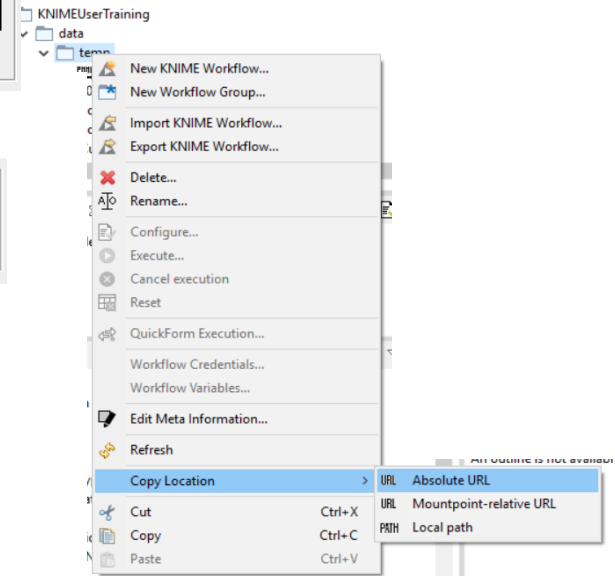 KNIMEUserTraining
data
temp
New KNIME Workflow...
New Workflow Group...
Import KNIME Workflow...
Export KNIME Workflow...
Delete...
Rename...
Configure...
Execute...
Cancel execution
Reset
QuickForm Execution...
Workflow Credentials...
Workflow Variables...
Edit Meta Information...
Refresh
An outline is not availabl
Copy Location
URL Absolute URL
URL Mountpoint-relative URL
PATH Local path
Cut Ctrl+X
Copy Ctrl+C
Paste Ctrl+V